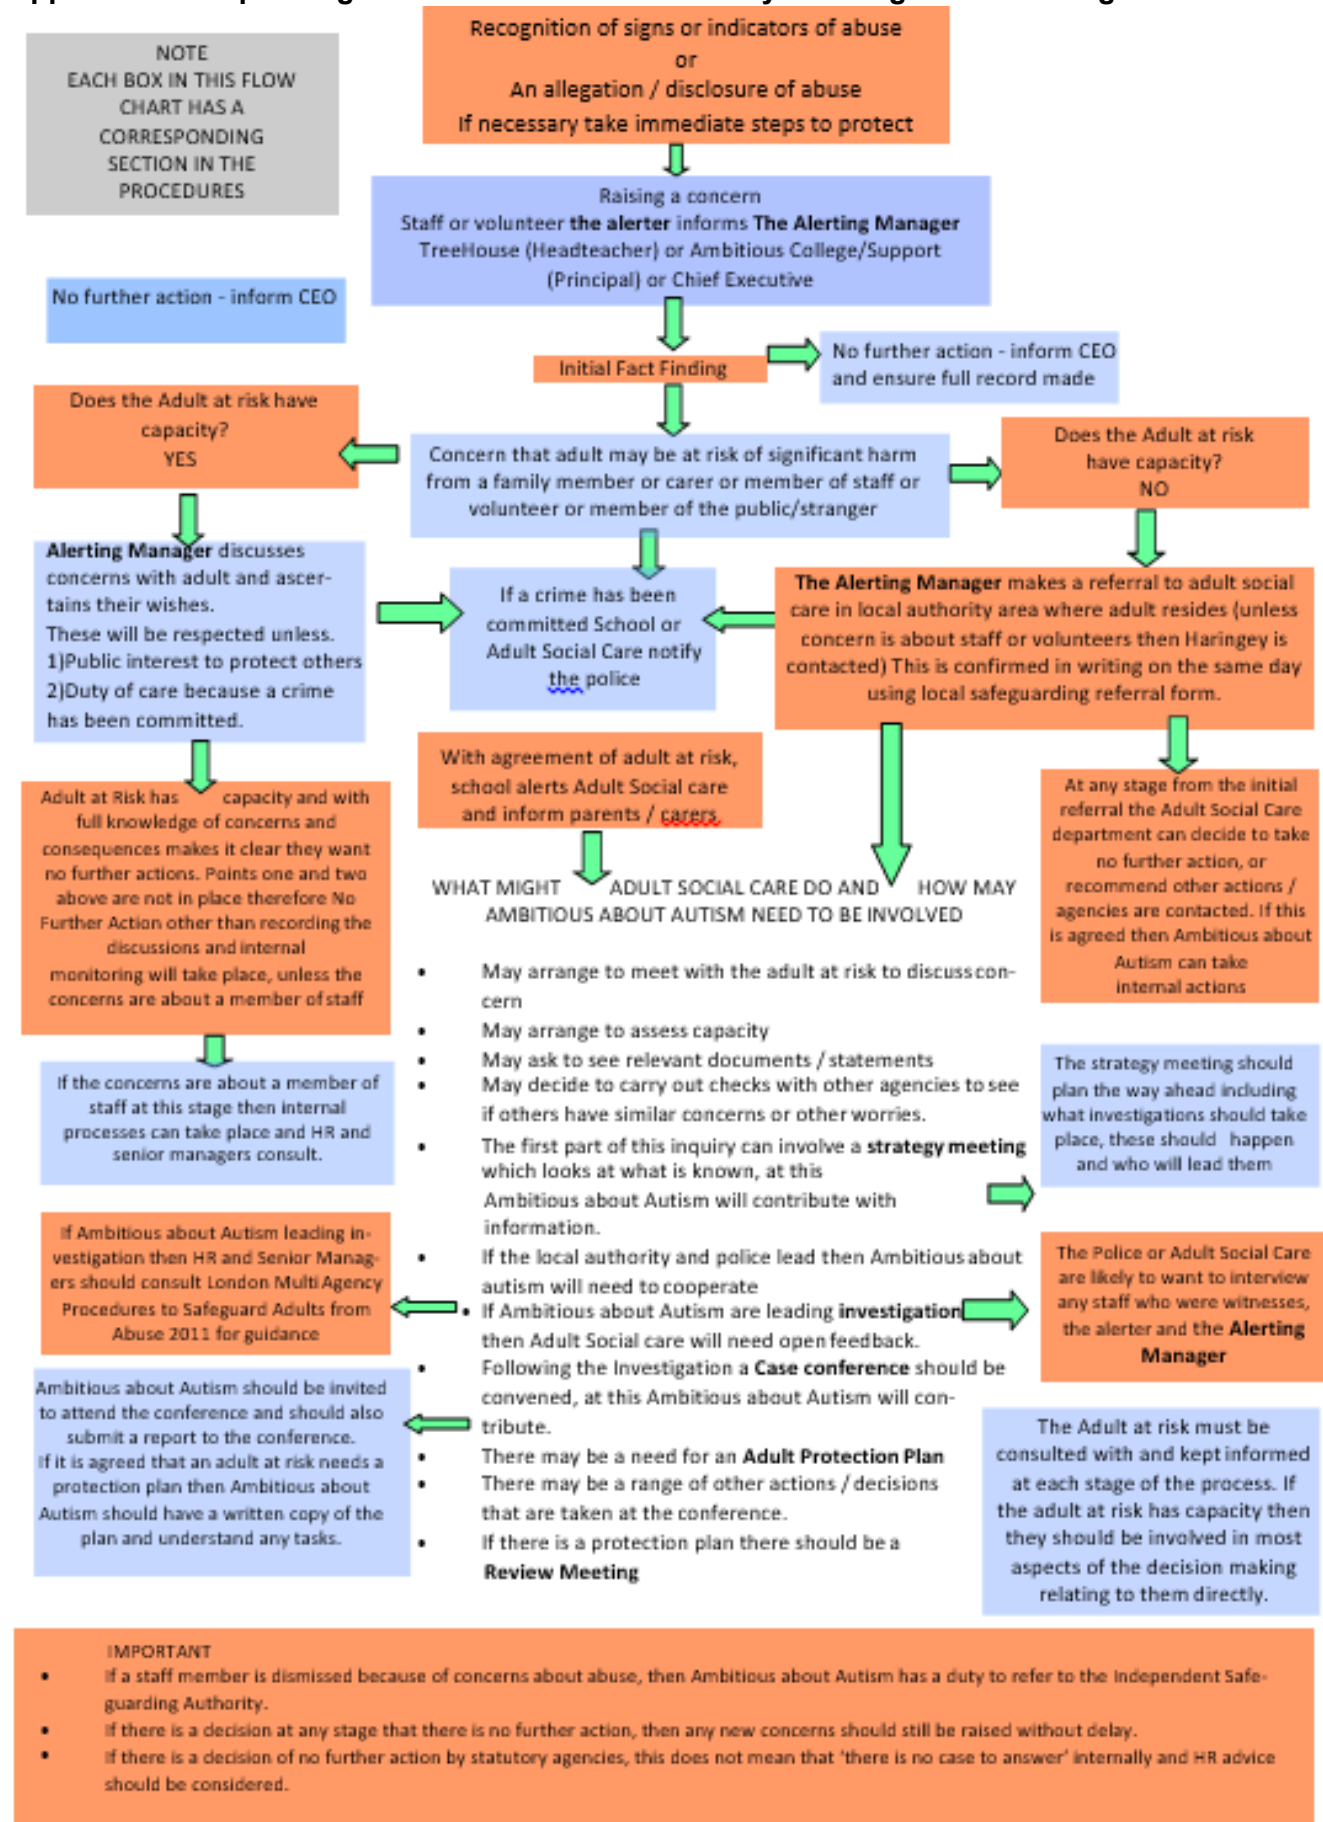 Recognition of signs or indicators of abuse
or
An allegation / disclosure of abuse
If necessary take immediate steps to protect
NOTE
EACH BOX IN THIS FLOW
CHART HAS A
CORRESPONDING
SECTION IN THE
PROCEDURES
Raising a concern
Staff or volunteer the alerter informs The Alerting Manager
TreeHouse (Headteacher) or Ambitious College/Support
(Principal) or Chief Executive
No further action - inform CEO
Initial Fact Finding
No further action - inform CEO
and ensure full record made
Does the Adult at risk have
capacity?
YES
Concern that adult may be at risk of significant harm
from a family member or carer or member of staff or
volunteer or member of the public/stranger
Does the Adult at risk
have capacity?
NO
Alerting Manager discusses
concerns with adult and ascer-
tains their wishes.
These will be respected unless.
1)Public interest to protect others
2)Duty of care because a crime
has been committed.
If a crime has been
committed School or
Adult Social Care notify
the police
The Alerting Manager makes a referral to adult social
care in local authority area where adult resides (unless
concern is about staff or volunteers then Haringey is
contacted) This is confirmed in writing on the same day
using local safeguarding referral form.
With agreement of adult at risk,
school alerts Adult Social care
and inform parents / carers.
Adult at Risk has capacity and with
full knowledge of concerns and
consequences makes it clear they want
no further actions. Points one and two
above are not in place therefore No
Further Action other than recording the
discussions and internal
monitoring will take place, unless the
concerns are about a member of staff
At any stage from the initial
referral the Adult Social Care
department can decide to take
no further action, or
recommend other actions /
agencies are contacted. If this
is agreed then Ambitious about
Autism can take
internal actions
WHAT MIGHT ADULT SOCIAL CARE DO AND HOW MAY
AMBITIOUS ABOUT AUTISM NEED TO BE INVOLVED
• May arrange to meet with the adult at risk to discuss con-
cern
• May arrange to assess capacity
• May ask to see relevant documents / statements
• May decide to carry out checks with other agencies to see
if others have similar concerns or other worries.
• The first part of this inquiry can involve a strategy meeting
which looks at what is known, at this
Ambitious about Autism will contribute with
information.
• If the local authority and police lead then Ambitious about
autism will need to cooperate
• If Ambitious about Autism are leading investigation
then Adult Social care will need open feedback.
• Following the Investigation a Case conference should be
convened, at this Ambitious about Autism will con-
tribute.
• There may be a need for an Adult Protection Plan
• There may be a range of other actions / decisions
that are taken at the conference.
• If there is a protection plan there should be a
Review Meeting
If the concerns are about a member of
staff at this stage then internal
processes can take place and HR and
senior managers consult.
The strategy meeting should
plan the way ahead including
what investigations should take
place, these should happen
and who will lead them
If Ambitious about Autism leading in-
vestigation then HR and Senior Manag-
ers should consult London Multi Agency
Procedures to Safeguard Adults from
Abuse 2011 for guidance
The Police or Adult Social Care
are likely to want to interview
any staff who were witnesses,
the alerter and the Alerting
Manager
Ambitious about Autism should be invited
to attend the conference and should also
submit a report to the conference.
If it is agreed that an adult at risk needs a
protection plan then Ambitious about
Autism should have a written copy of the
plan and understand any tasks.
The Adult at risk must be
consulted with and kept informed
at each stage of the process. If
the adult at risk has capacity then
they should be involved in most
aspects of the decision making
relating to them directly.
IMPORTANT
• If a staff member is dismissed because of concerns about abuse, then Ambitious about Autism has a duty to refer to the Independent Safe-
guarding Authority.
• If there is a decision at any stage that there is no further action, then any new concerns should still be raised without delay.
• If there is a decision of no further action by statutory agencies, this does not mean that 'there is no case to answer' internally and HR advice
should be considered.